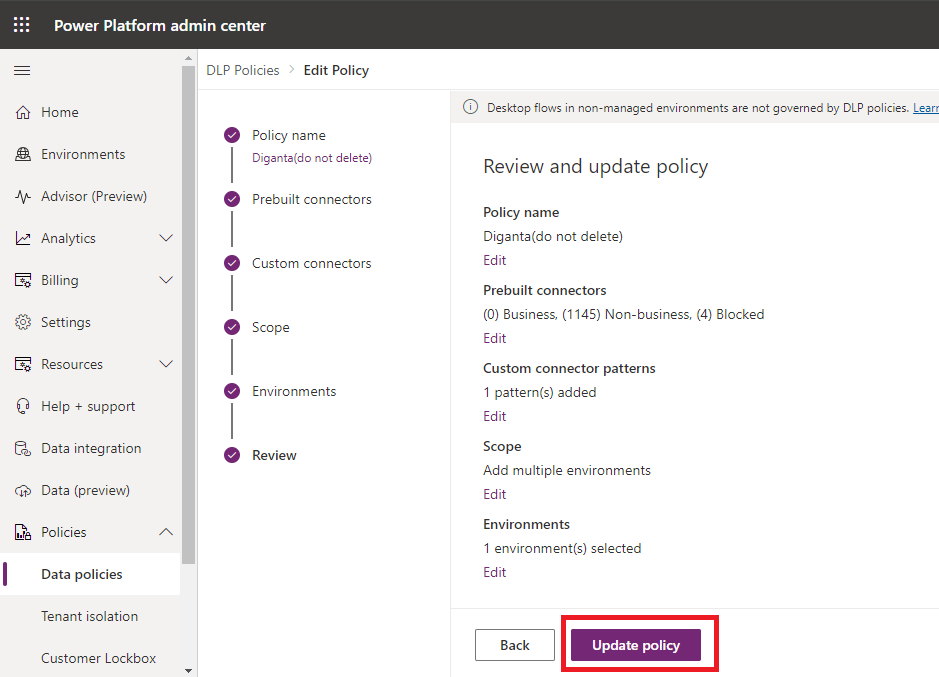 Power Platform admin center
Home
Environments
Advisor (Preview)
Analytics
Billing
Settings
Resources
Help + support
Data integration
Data (preview)
Policies
Data policies
Tenant isolation
Customer Lockbox
DLP Policies > Edit Policy
Policy name
Diganta(do not delete)
Prebuilt connectors
Custom connectors
Scope
Environments
Review
Desktop flows in non-managed environments are not governed by DLP policies. Learn
Review and update policy
Policy name
Diganta(do not delete)
Edit
Prebuilt connectors
(0) Business, (1145) Non-business, (4) Blocked
Edit
Custom connector patterns
1 pattern(s) added
Edit
Scope
Add multiple environments
Edit
Environments
1 environment(s) selected
Edit
Back
Update policy